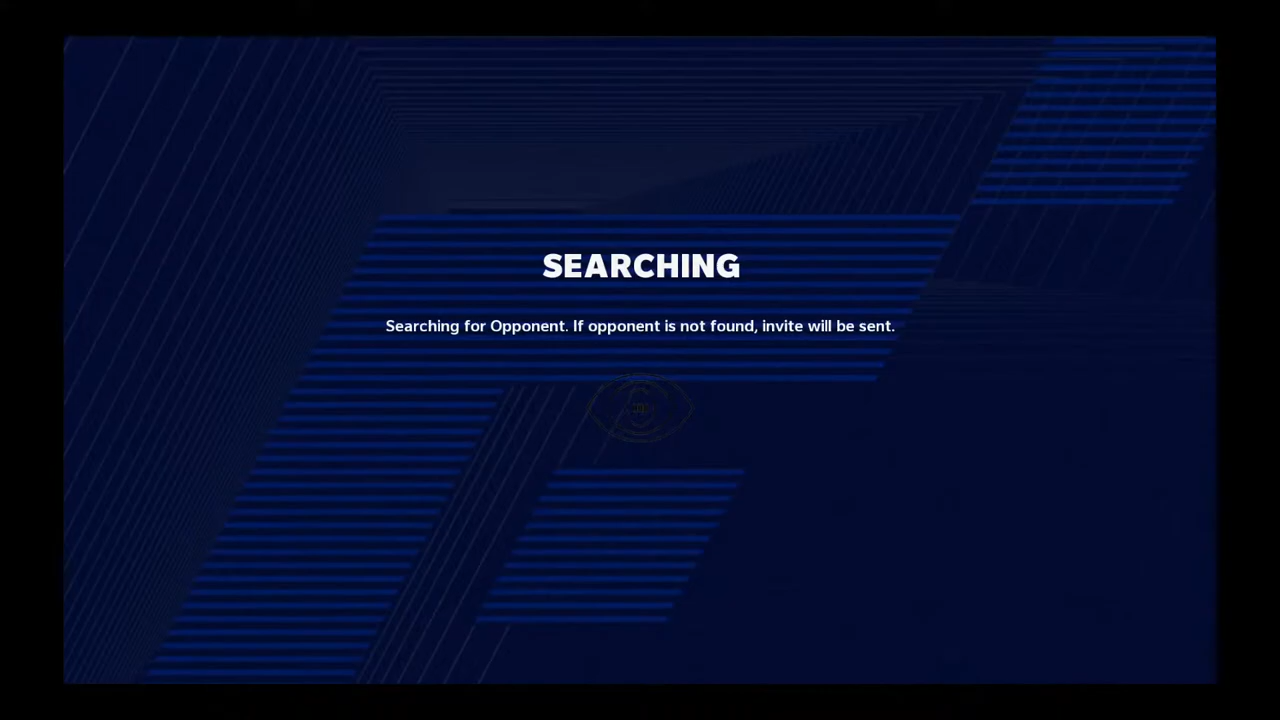 SEARCHING
Searching for Opponent. If opponent is not found, invite will be sent.